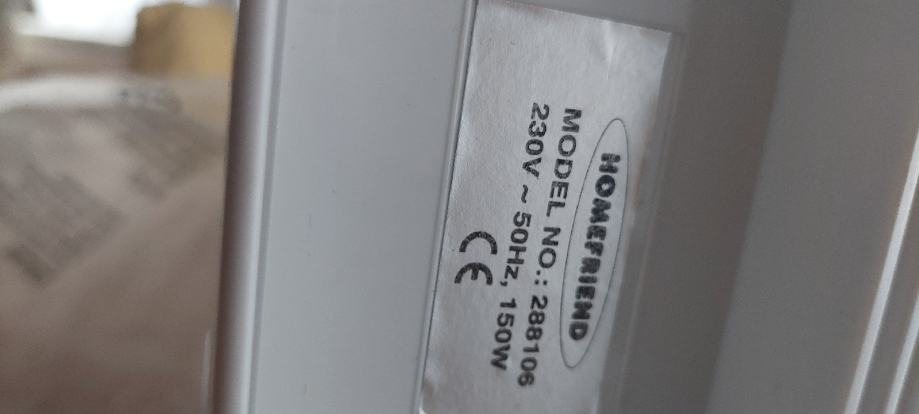 HOMEFRIEND
MODEL NO.: 288106
230V ~ 50Hz, 150W
CE